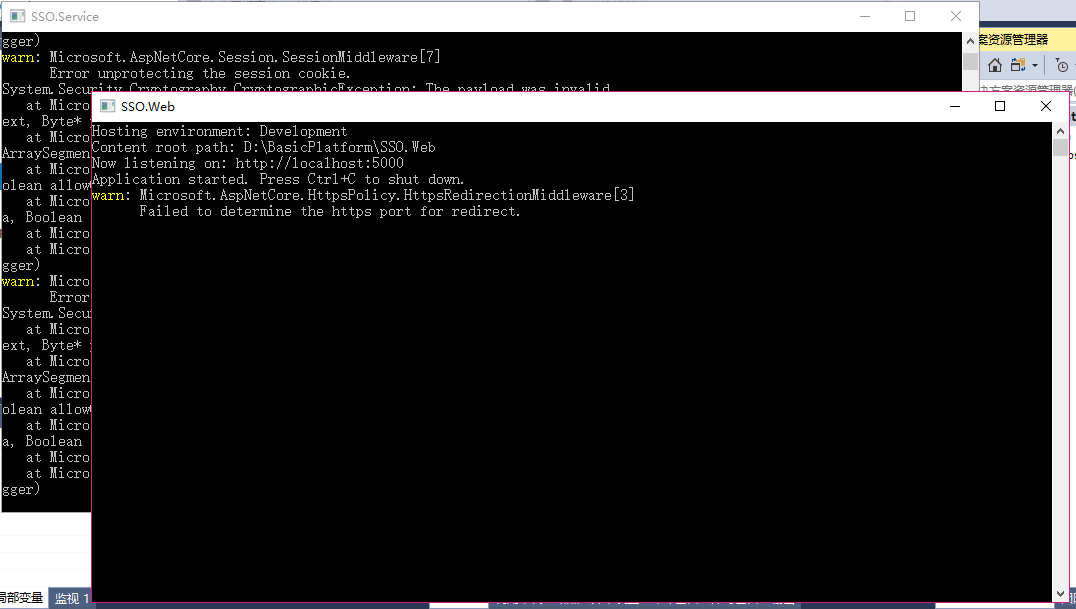 SSO.Service
gger)
warn: Microsoft.AspNetCore.Session.SessionMiddleware[7]
Error unprotecting the session cookie.
System.Security.Cryptography.CryptographicException: The payload was invalid.
at Micro
ext, Byte*
at Micro
ArraySegmen
at Micro
olean allow
at Micro
a, Boolean
at Micro
at Micro
gger)
warn: Micro
Error
System.Secu
at Micro
ext, Byte*
at Micro
ArraySegmen
at Micro
olean allow
at Micro
a, Boolean
at Micro
at Micro
gger)
SSO.Web
Hosting environment: Development
Content root path: D:\BasicPlatform\SSO.Web
Now listening on: http://localhost:5000
Application started. Press Ctrl+C to shut down.
warn: Microsoft.AspNetCore.HttpsPolicy.HttpsRedirectionMiddleware[3]
Failed to determine the https port for redirect.
案资源管理器
局部变量
监视 1